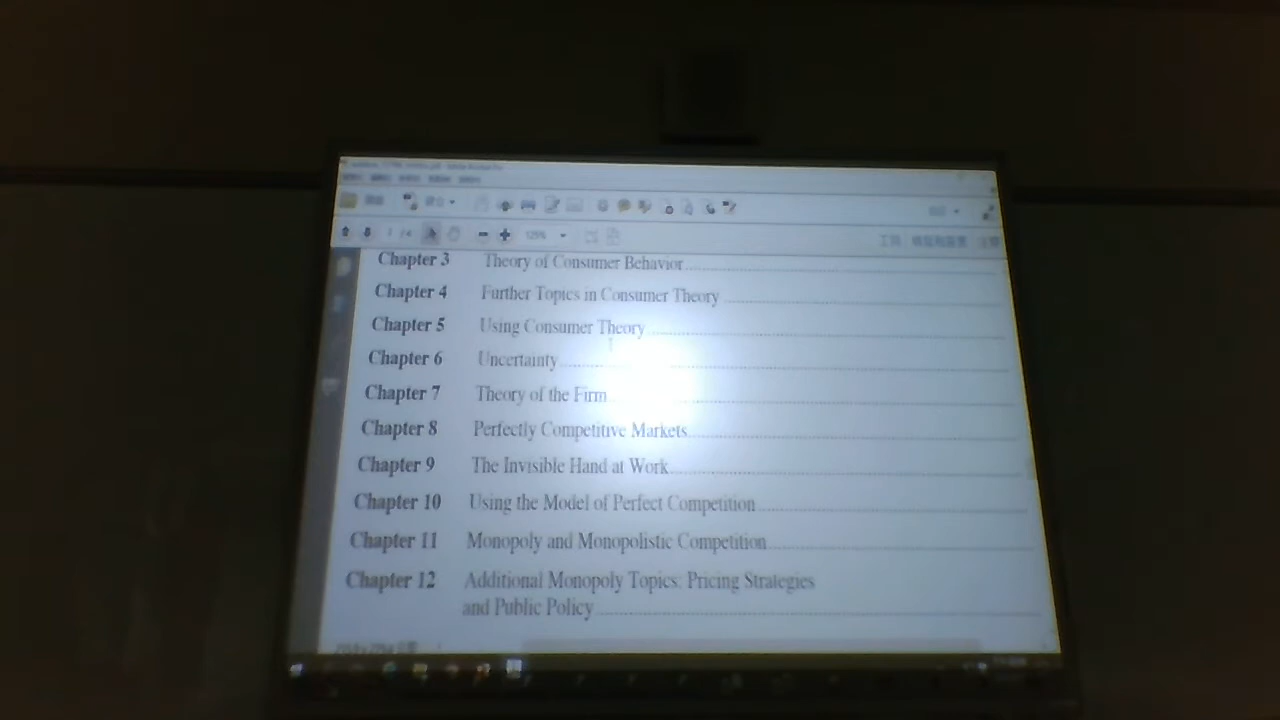 Chapter 3 Theory of Consumer Behavior
Chapter 4 Further Topics in Consumer Theory
Chapter 5 Using Consumer Theory
Chapter 6 Uncertainty
Chapter 7 Theory of the Firm
Chapter 8 Perfectly Competitive Markets
Chapter 9 The Invisible Hand at Work
Chapter 10 Using the Model of Perfect Competition
Chapter 11 Monopoly and Monopolistic Competition
Chapter 12 Additional Monopoly Topics: Pricing Strategies
and Public Policy